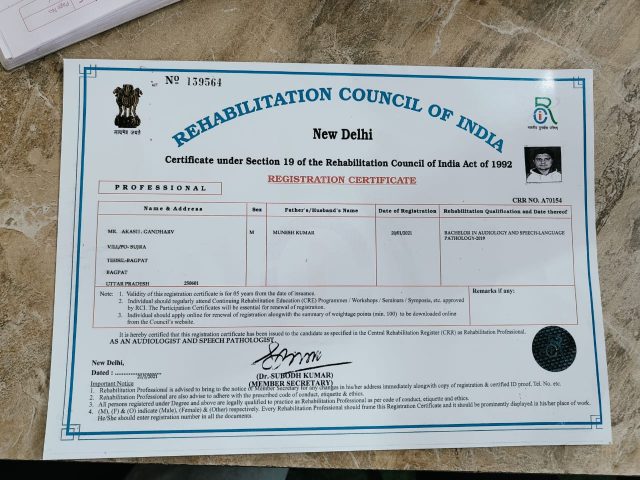 Page No.
Nº 159564
REHABILITATION COUNCIL OF INDIA
सत्यमेव जयते
New Delhi
Certificate under Section 19 of the Rehabilitation Council of India Act of 1992
REGISTRATION CERTIFICATE
PROFESSIONAL
CRR NO. A70154
Name & Address Sex Father's/Husband's Name Date of Registration Rehabilitation Qualification and Date thereof
MR. AKASH GANDHARV M MUNESH KUMAR 20/01/2021 BACHELOR IN AUDIOLOGY AND SPEECH-LANGUAGE
PATHOLOGY-2019
VILL/PO- SUJRA
TEHSIL-BAGPAT
BAGPAT
UTTAR PRADESH 250601
Note: 1. Validity of this registration certificate is for 05 years from the date of issuance.
2. Individual should regularly attend Continuing Rehabilitation Education (CRE) Programmes / Workshops / Seminars / Symposia, etc. approved
by RCI. The Participation Certificates will be essential for renewal of registration.
3. Individual should apply online for renewal of registration alongwith the summary of weightage points (min. 100) to be downloaded online
from the Council's website.
Remarks if any:
It is hereby certified that this registration certificate has been issued to the candidate as specified in the Central Rehabilitation Register (CRR) as Rehabilitation Professional.
AS AN AUDIOLOGIST AND SPEECH PATHOLOGIST
New Delhi,
Dated :
(Dr. SUBODH KUMAR)
(MEMBER SECRETARY)
Important Notice
1. Rehabilitation Professional is advised to bring to the notice of Member Secretary for any changes in his/her address immediately alongwith copy of registration & certified ID proof, Tel. No. etc.
2. Rehabilitation Professional are also advise to adhere with the prescribed code of conduct, etiquette & ethics.
3. All persons registered under Degree and above are legally qualified to practice as Rehabilitation Professional as per code of conduct, etiquette and ethics.
4. (M), (F) & (O) indicate (Male), (Female) & (Other) respectively. Every Rehabilitation Professional should frame this Registration Certificate and it should be prominently displayed in his/her place of work.
He/She should enter registration number in all the documents.